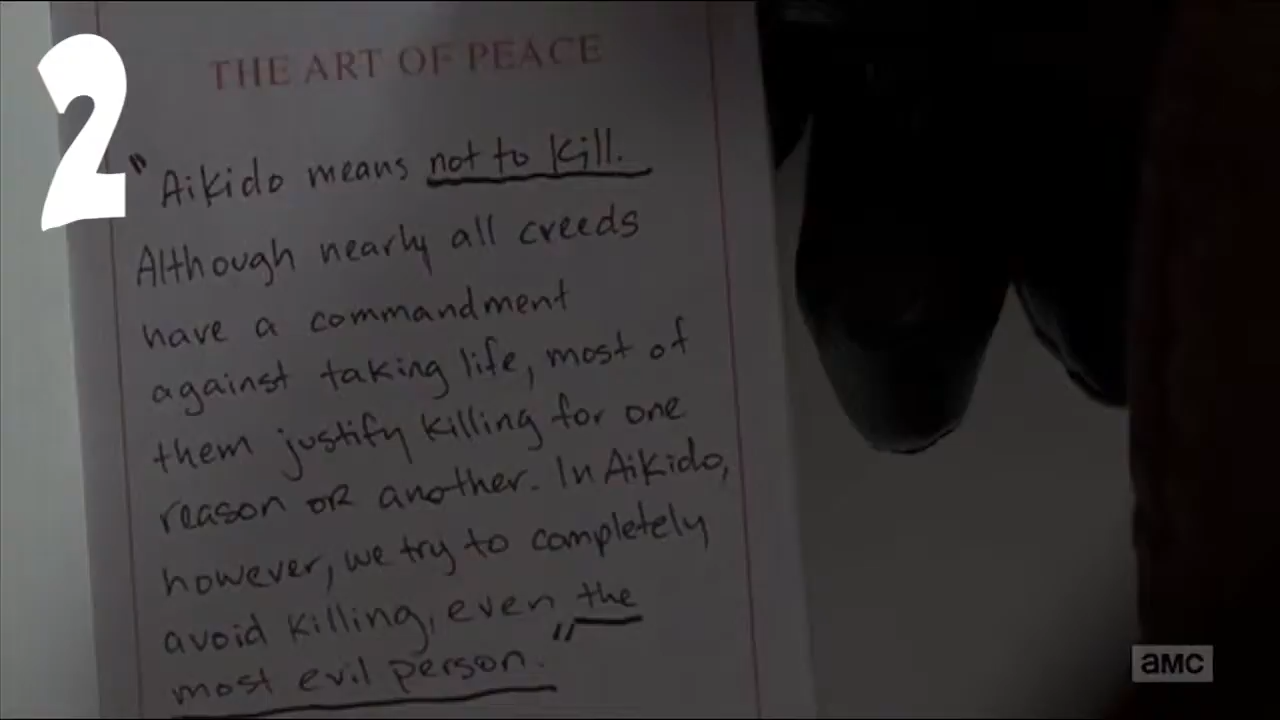 2
THE ART OF PEACE
"Aikido means not to kill.
Although nearly all creeds
have a commandment
against taking life, most of
them justify killing for one
reason or another. In Aikido,
however, we try to completely
avoid killing, even the
most evil person."
amc